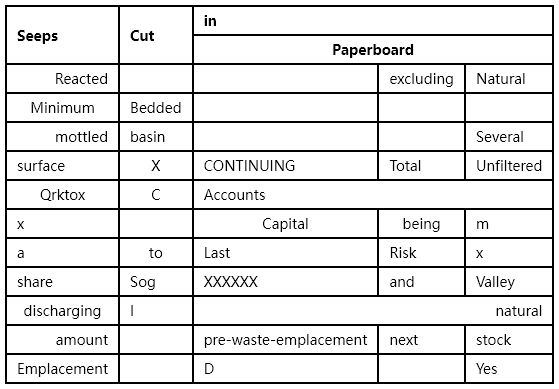 Seeps Cut in
Paperboard
Reacted excluding Natural
Minimum Bedded
mottled basin Several
surface X CONTINUING Total Unfiltered
Qrktox C Accounts
x Capital being m
a to Last Risk x
share Sog XXXXXX and Valley
discharging I natural
amount pre-waste-emplacement next stock
Emplacement D Yes